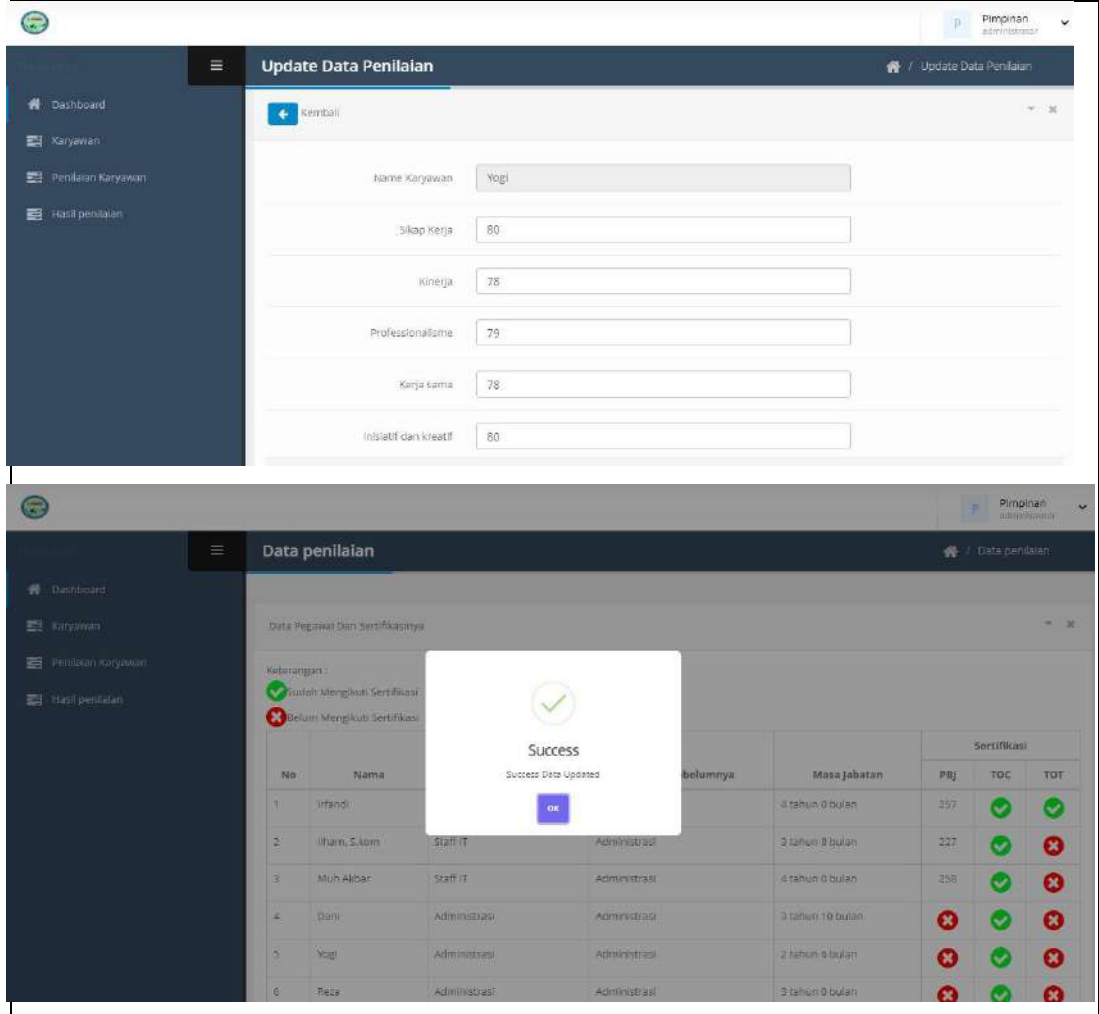 P Pimpinan
administrator
Update Data Penilaian
/ Update Data Penilaian
Dashboard
Karyawan
Penilaian Karyawan
Hasil penilaian
Kembali
Name Karyawan Yogi
Sikap Kerja 80
Kinerja 78
Professionalisme 79
Kerja sama 78
Inisiatif dan kreatif 80
P Pimpinan
administrator
Data penilaian
/ Data penilaian
Dashboard
Karyawan
Penilaian Karyawan
Hasil penilaian
Data Pegawai Dan Sertifikasinya
Keterangan :
Sudah Mengikuti Sertifikasi
Belum Mengikuti Sertifikasi
Success
Success Data Updated
OK
Sertifikasi
No Nama belumnya Masa Jabatan PBJ TOC TOT
1 Irfandi 4 tahun 0 bulan 257
2 Ilham, S.kom Staff IT Administrasi 3 tahun 8 bulan 227
3 Muh Akbar Staff IT Administrasi 4 tahun 0 bulan 258
4 Dani Administrasi Administrasi 3 tahun 10 bulan
5 Yogi Administrasi Administrasi 2 tahun 6 bulan
6 Reza Administrasi Administrasi 3 tahun 0 bulan